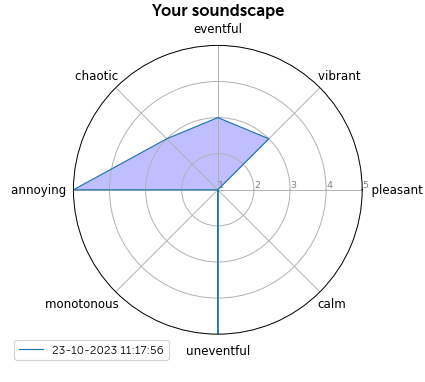 Your soundscape
eventful
chaotic
vibrant
annoying
1
2
3
4
5
pleasant
monotonous
calm
uneventful
23-10-2023 11:17:56